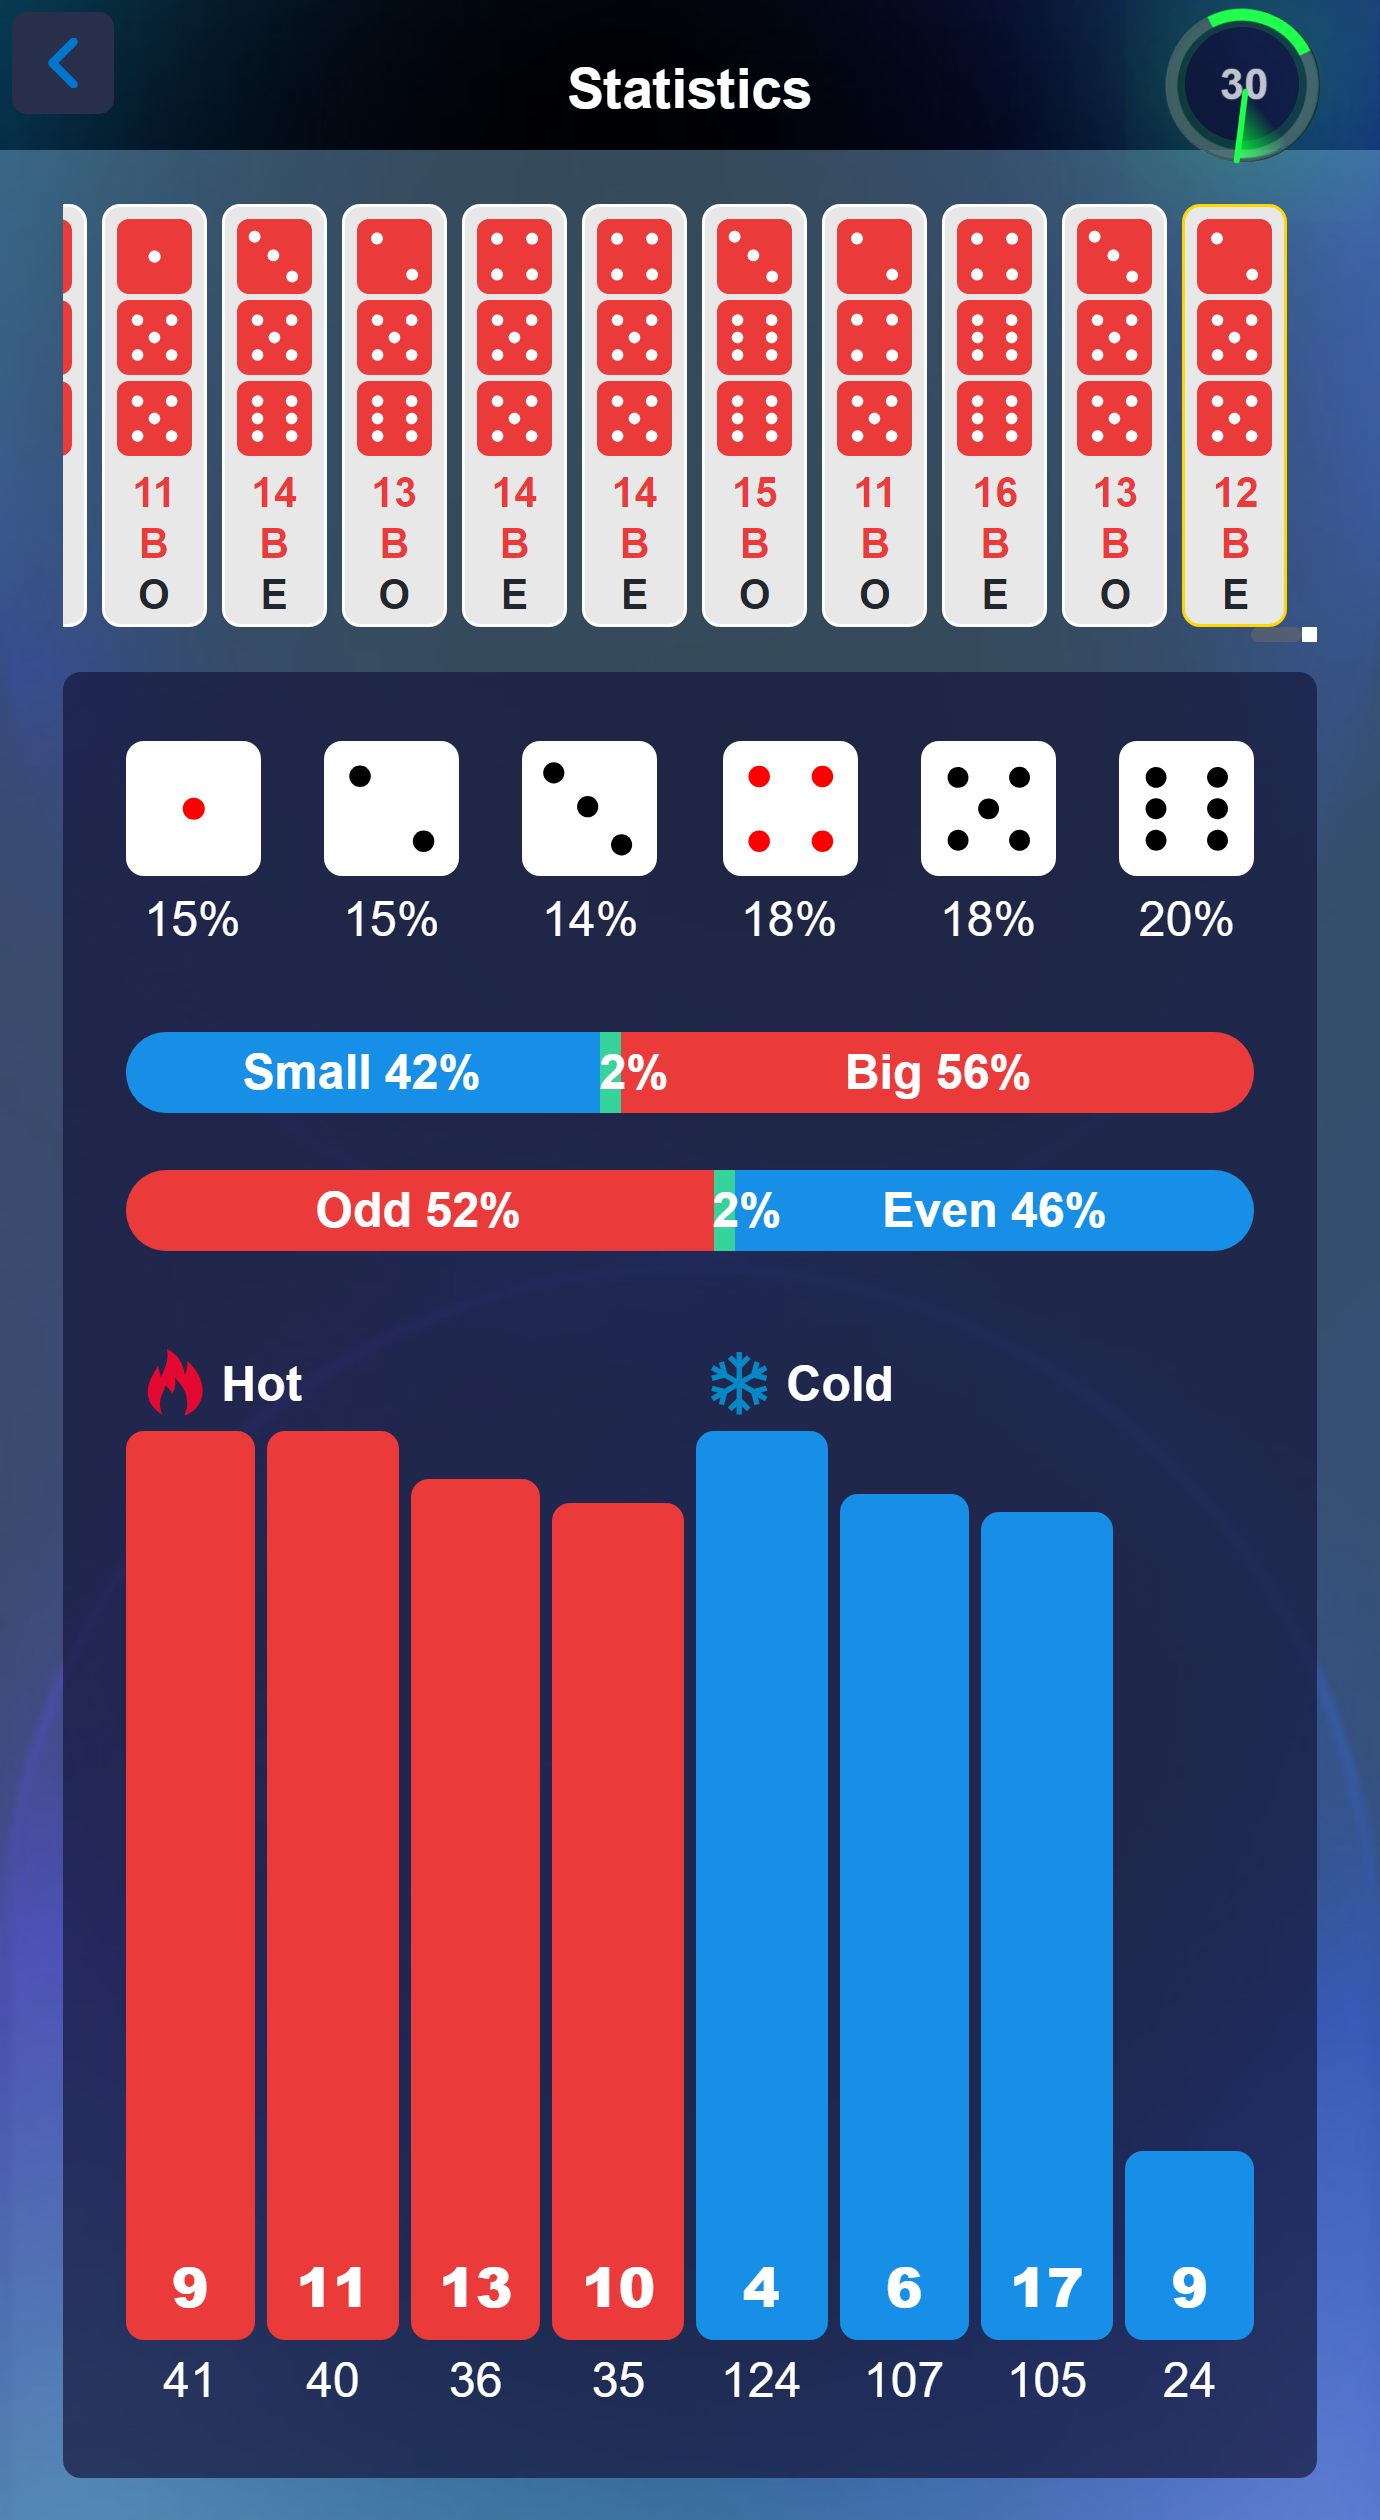 Statistics
30
11 14 13 14 14 15 11 16 13 12
B B B B B B B B B B
O E O E E O O E O E
15% 15% 14% 18% 18% 20%
Small 42% 2% Big 56%
Odd 52% 2% Even 46%
Hot Cold
9 11 13 10 4 6 17 9
41 40 36 35 124 107 105 24